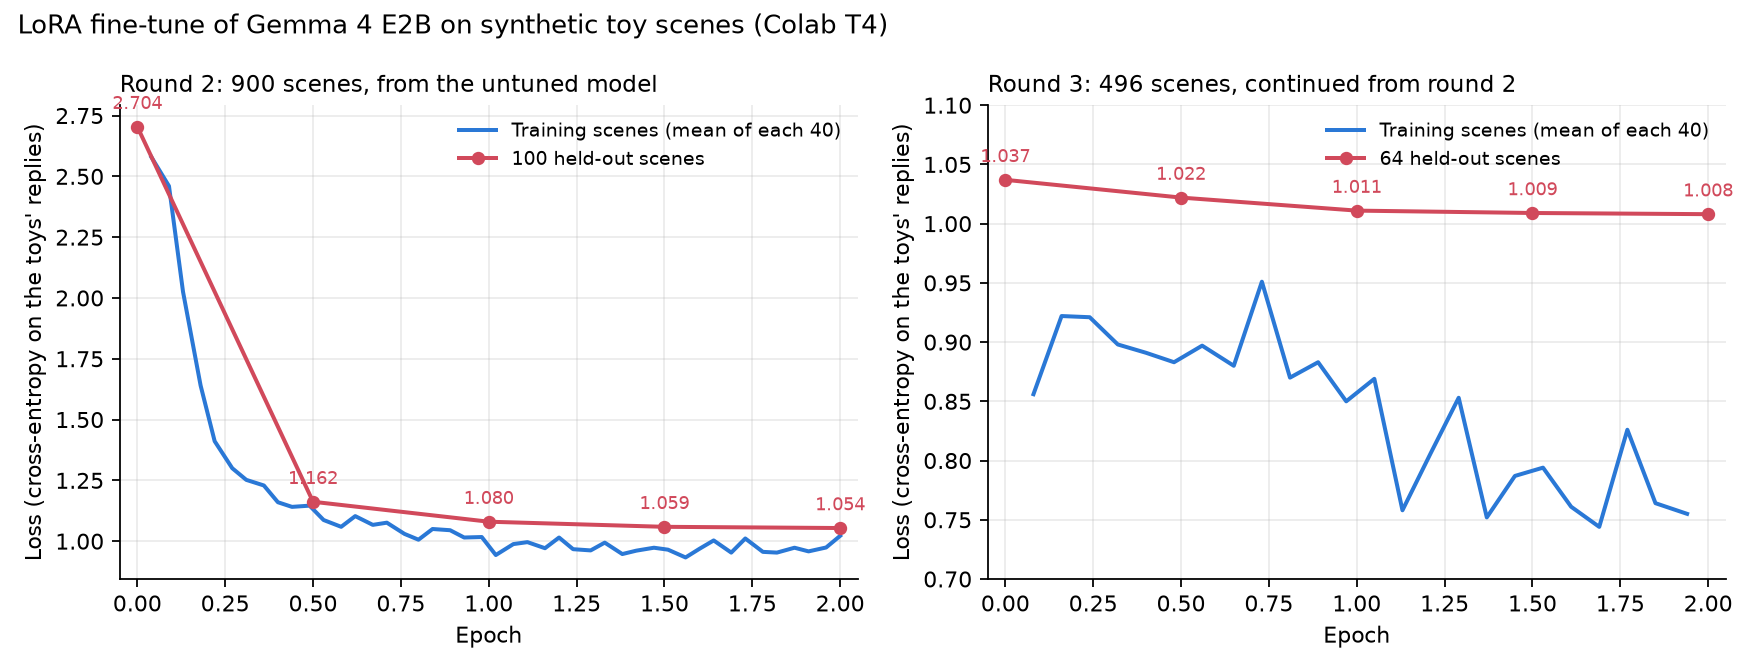 LoRA fine-tune of Gemma 4 E2B on synthetic toy scenes (Colab T4)
Round 2: 900 scenes, from the untuned model
Loss (cross-entropy on the toys' replies)
2.75
2.50
2.25
2.00
1.75
1.50
1.25
1.00
Training scenes (mean of each 40)
100 held-out scenes
2.704
1.162
1.080
1.059
1.054
0.00 0.25 0.50 0.75 1.00 1.25 1.50 1.75 2.00
Epoch
Round 3: 496 scenes, continued from round 2
Loss (cross-entropy on the toys' replies)
1.10
1.05
1.00
0.95
0.90
0.85
0.80
0.75
0.70
Training scenes (mean of each 40)
64 held-out scenes
1.037
1.022
1.011
1.009
1.008
0.00 0.25 0.50 0.75 1.00 1.25 1.50 1.75 2.00
Epoch